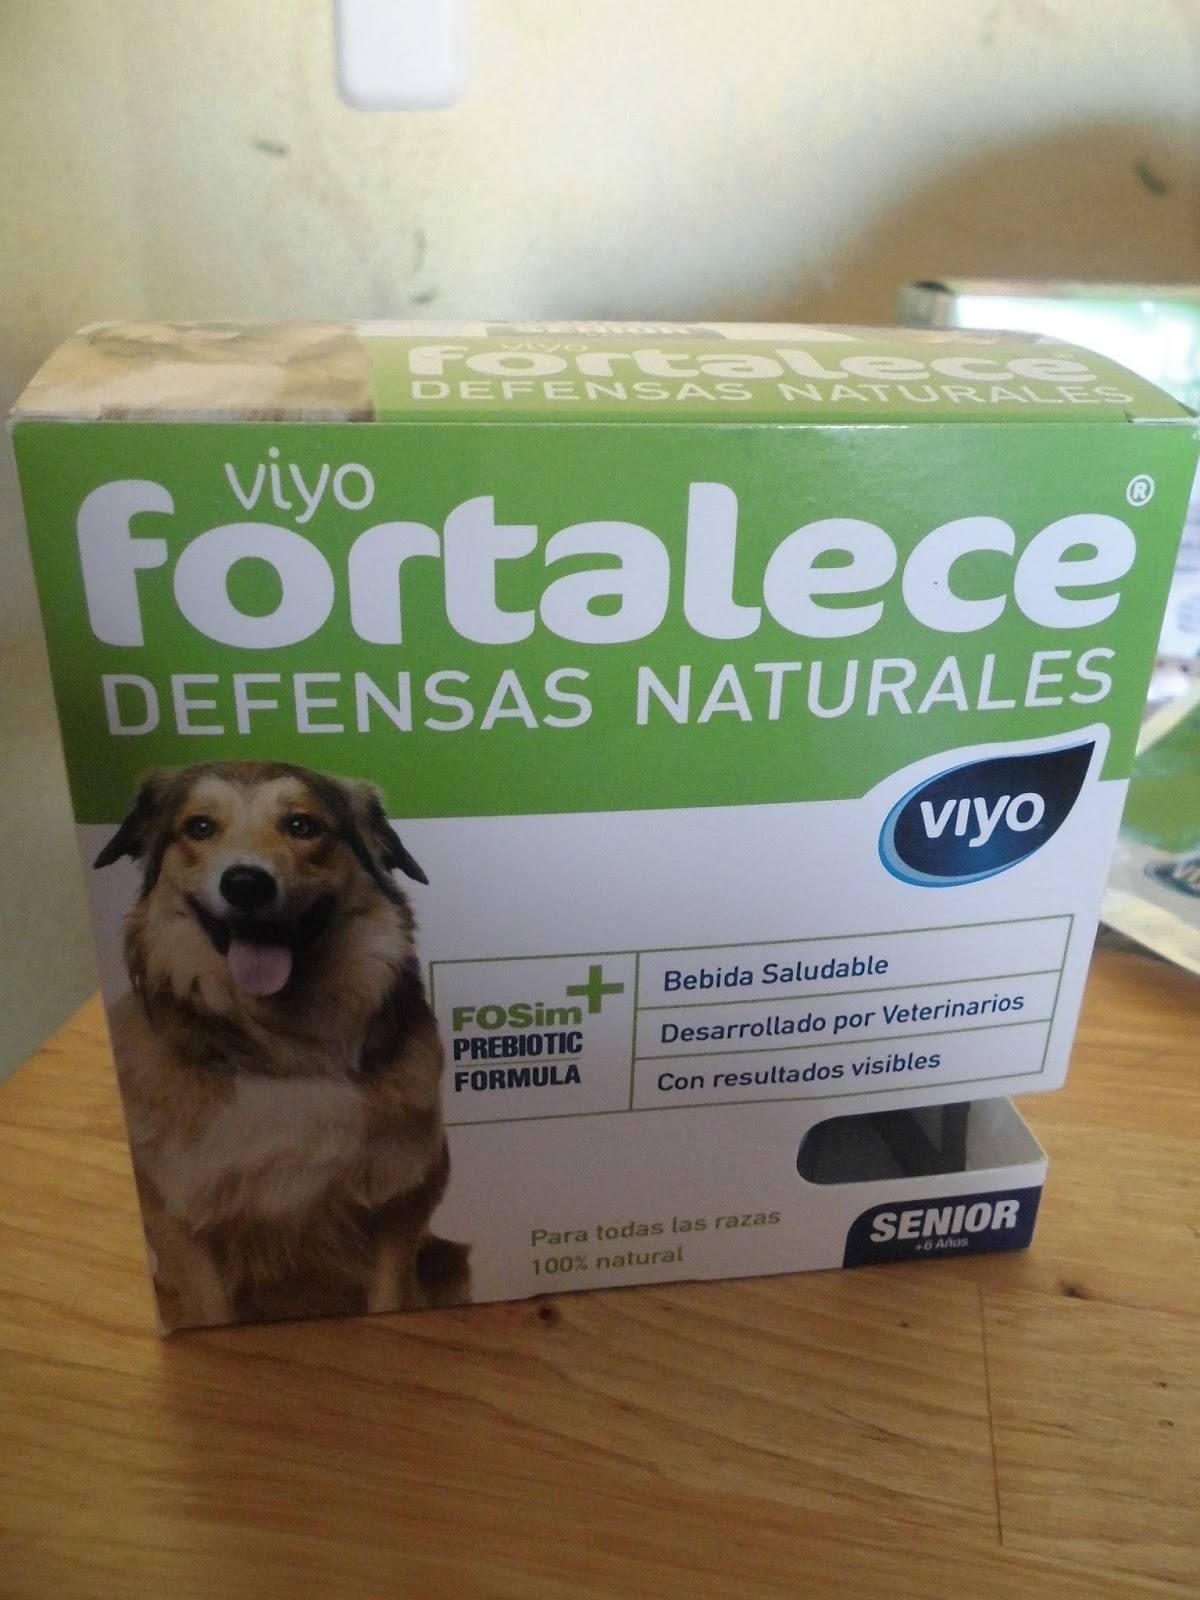 SENIOR
viyo
fortalece
DEFENSAS NATURALES
viyo
fortalece®
DEFENSAS NATURALES
viyo
FOSim+
PREBIOTIC
FORMULA
Bebida Saludable
Desarrollado por Veterinarios
Con resultados visibles
Para todas las razas
100% natural
SENIOR
+6 Años